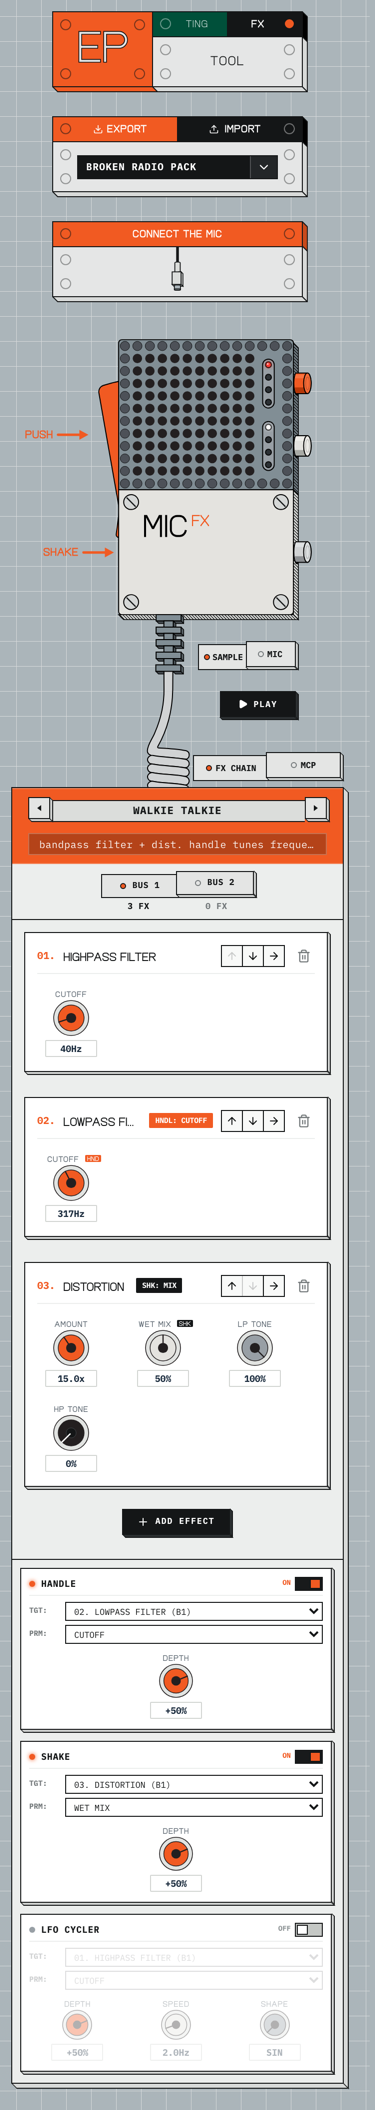 EP
TING
FX
TOOL
EXPORT
IMPORT
BROKEN RADIO PACK
CONNECT THE MIC
PUSH
MIC FX
SHAKE
SAMPLE
MIC
PLAY
FX CHAIN
MCP
WALKIE TALKIE
bandpass filter + dist. handle tunes freque…
BUS 1
BUS 2
3 FX
0 FX
01. HIGHPASS FILTER
CUTOFF
40Hz
02. LOWPASS FI... HNDL: CUTOFF
CUTOFF HND
317Hz
03. DISTORTION SHK: MIX
AMOUNT
WET MIX SHK
LP TONE
15.0x
50%
100%
HP TONE
0%
+ ADD EFFECT
HANDLE
ON
TGT: 02. LOWPASS FILTER (B1)
PRM: CUTOFF
DEPTH
+50%
SHAKE
ON
TGT: 03. DISTORTION (B1)
PRM: WET MIX
DEPTH
+50%
LFO CYCLER
OFF
TGT: 01. HIGHPASS FILTER (B1)
PRM: CUTOFF
DEPTH
SPEED
SHAPE
+50%
2.0Hz
SIN